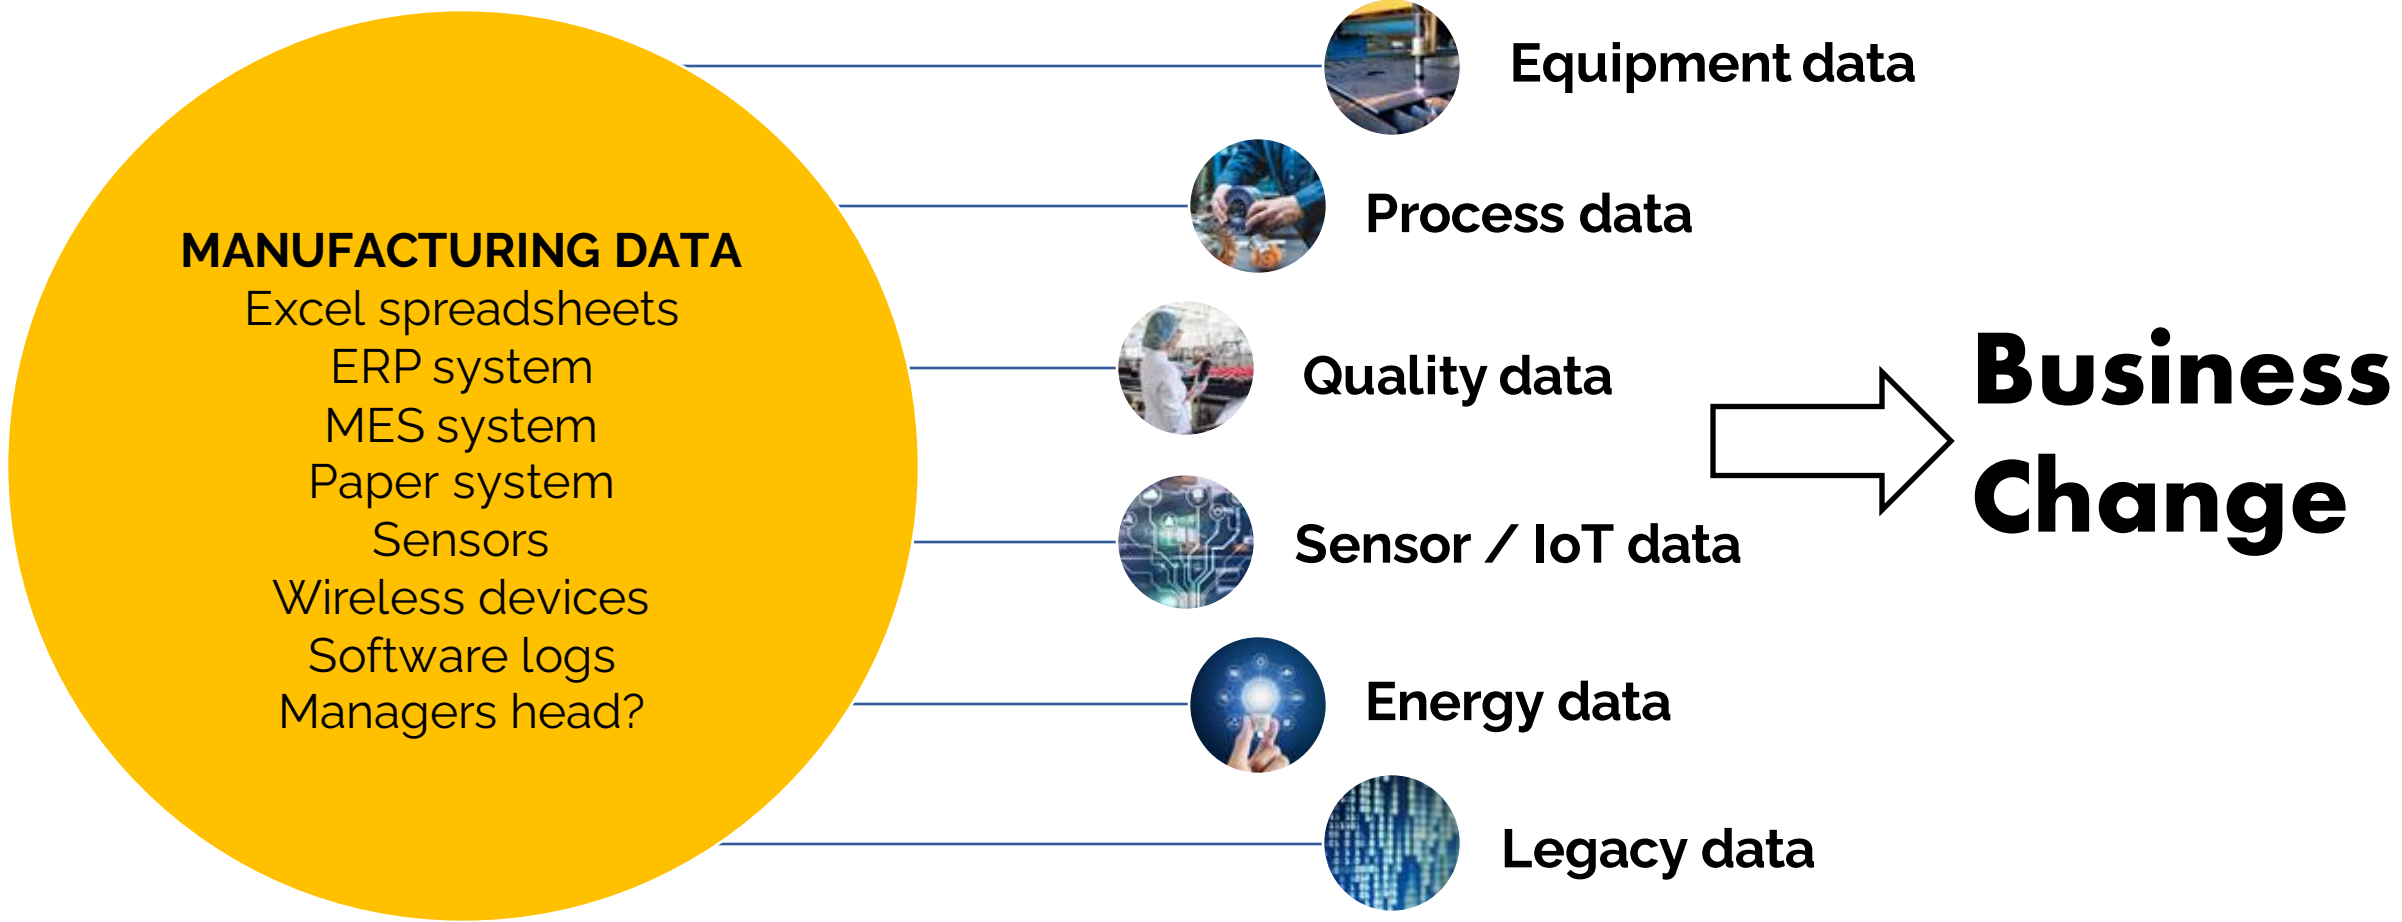 MANUFACTURING DATA
Excel spreadsheets
ERP system
MES system
Paper system
Sensors
Wireless devices
Software logs
Managers head?
Equipment data
Process data
Quality data
Sensor / IoT data
Energy data
Legacy data
Business
Change